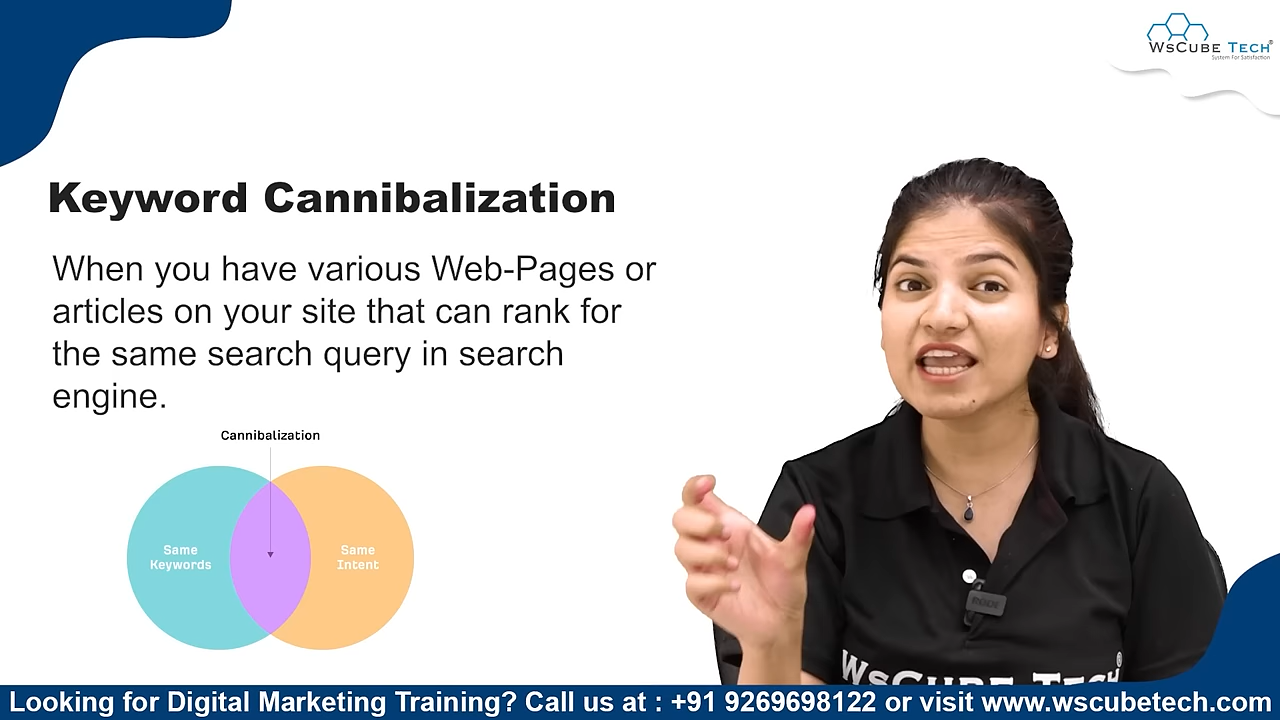 WsCube Tech®
System For Satisfaction
Keyword Cannibalization
When you have various Web-Pages or
articles on your site that can rank for
the same search query in search
engine.
Cannibalization
Same
Keywords
Same
Intent
RODE
WsCube Tech®
Looking for Digital Marketing Training? Call us at : +91 9269698122 or visit www.wscubetech.com